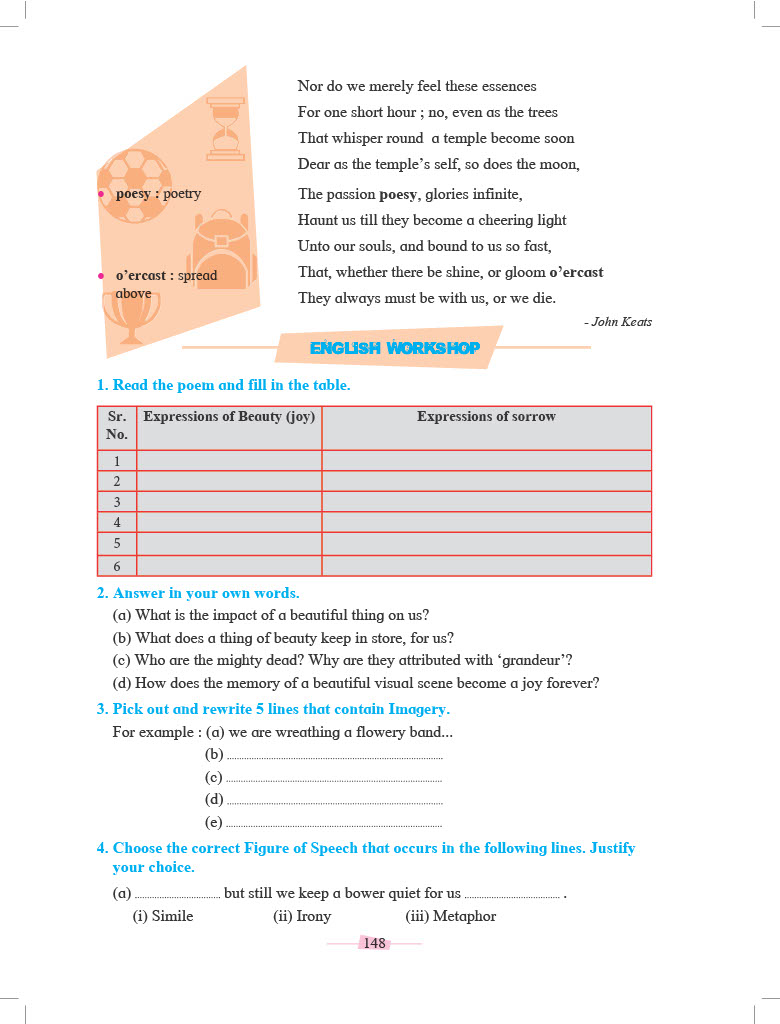 Nor do we merely feel these essences
For one short hour ; no, even as the trees
That whisper round a temple become soon
Dear as the temple's self, so does the moon,
• poesy : poetry
The passion poesy, glories infinite,
Haunt us till they become a cheering light
Unto our souls, and bound to us so fast,
• o'ercast : spread
above
That, whether there be shine, or gloom o'ercast
They always must be with us, or we die.
- John Keats
ENGLISH WORKSHOP
1. Read the poem and fill in the table.
Sr. No. Expressions of Beauty (joy) Expressions of sorrow
1
2
3
4
5
6
2. Answer in your own words.
(a) What is the impact of a beautiful thing on us?
(b) What does a thing of beauty keep in store, for us?
(c) Who are the mighty dead? Why are they attributed with ‘grandeur’?
(d) How does the memory of a beautiful visual scene become a joy forever?
3. Pick out and rewrite 5 lines that contain Imagery.
For example : (a) we are wreathing a flowery band...
(b) ................................................................................
(c) ................................................................................
(d) ................................................................................
(e) ................................................................................
4. Choose the correct Figure of Speech that occurs in the following lines. Justify
your choice.
(a) ................................ but still we keep a bower quiet for us .................................... .
(i) Simile (ii) Irony (iii) Metaphor
148